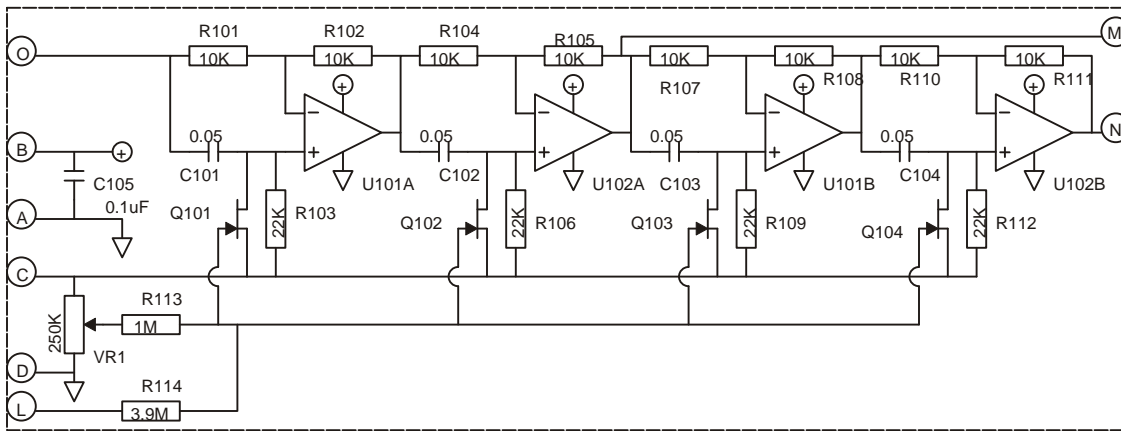 R101 R102 R104 R105 M
O 10K 10K 10K 10K 10K 10K 10K 10K
R107 R108 R110 R111
+ + + +
− − − −
B + 0.05 + 0.05 + 0.05 + 0.05 + N
C105 C101 U101A C102 U102A C103 U101B C104 U102B
A 0.1uF Q101 22K R103 Q102 22K R106 Q103 22K R109 Q104 22K R112
C
R113
250K 1M
VR1
D
R114
L 3.9M